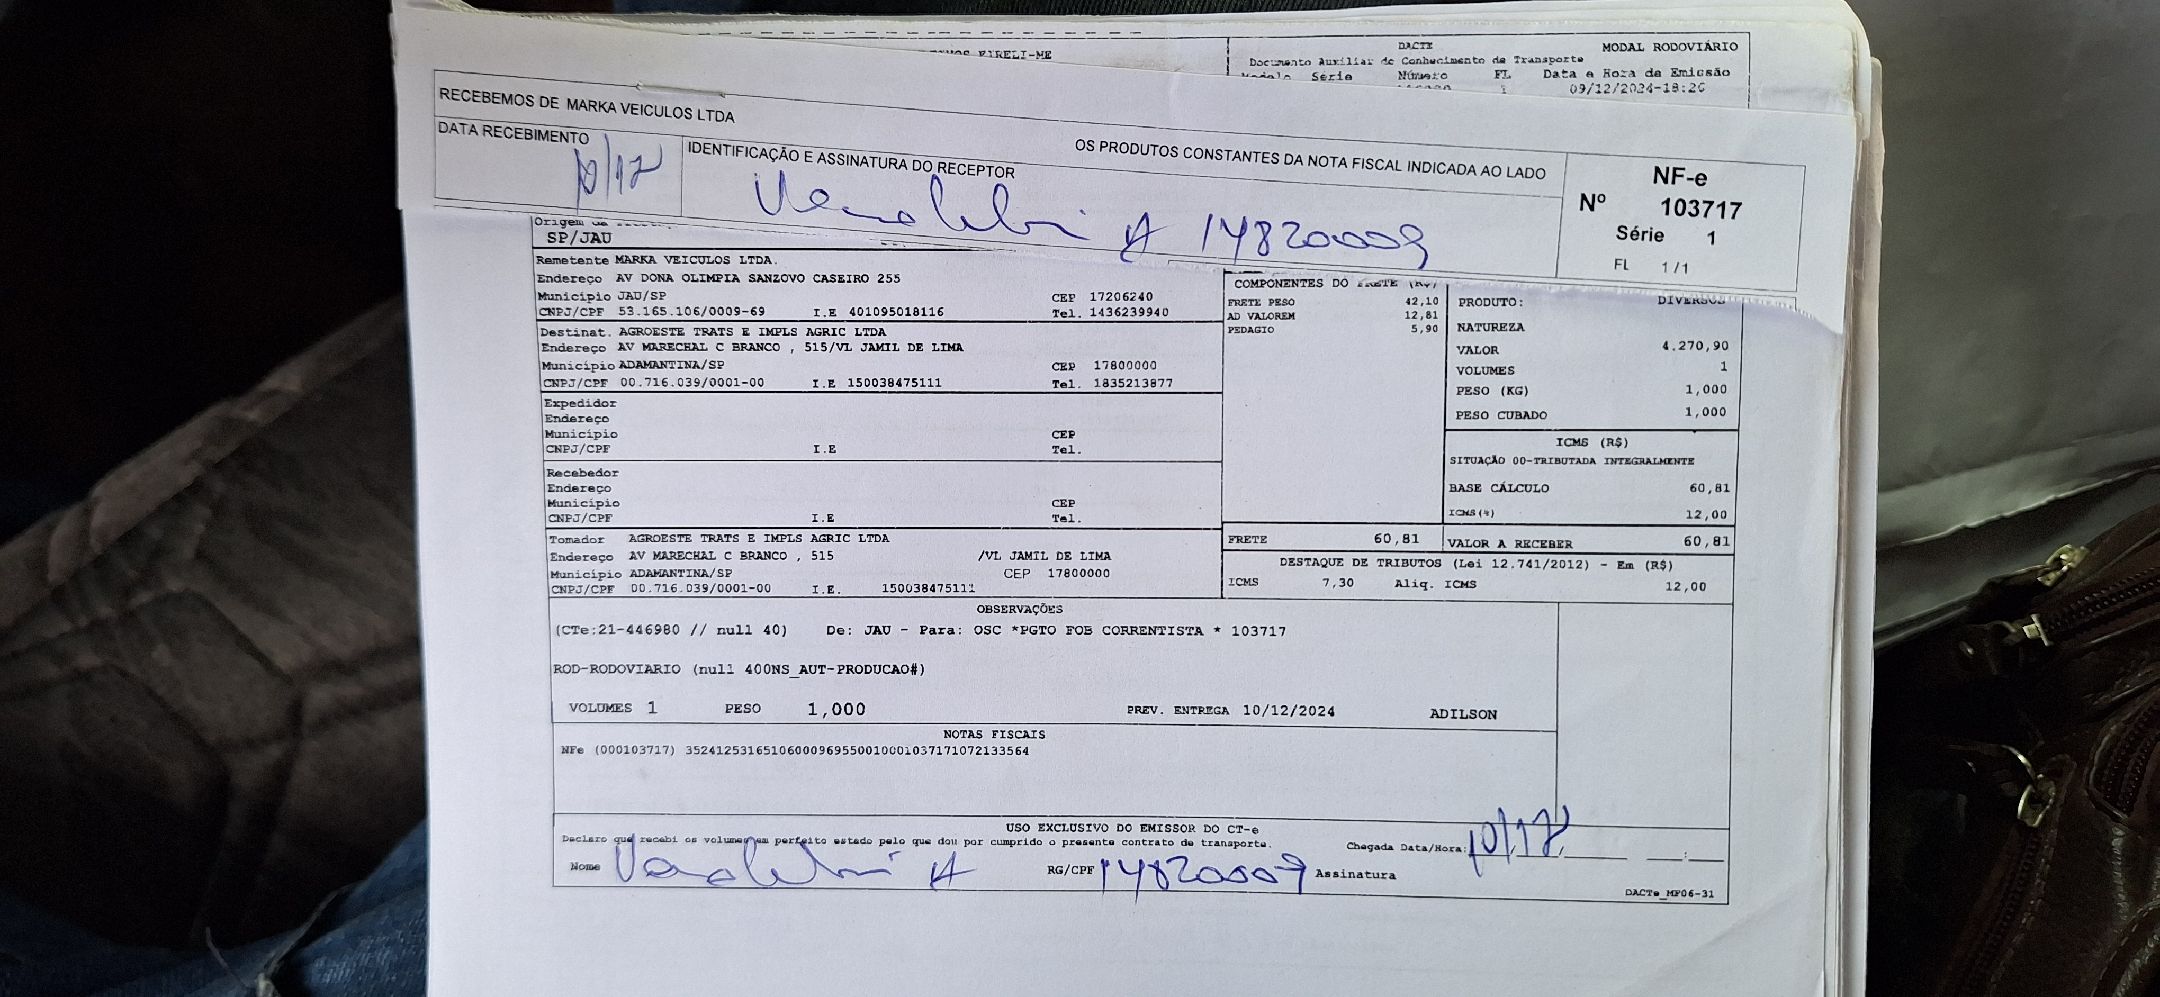 EIRELI-ME
DACTE
MODAL RODOVIÁRIO
Documento Auxiliar de Conhecimento de Transporte
Modelo Série Número FL Data e Hora de Emissão
1 09/12/2024-18:26
RECEBEMOS DE MARKA VEICULOS LTDA
OS PRODUTOS CONSTANTES DA NOTA FISCAL INDICADA AO LADO
DATA RECEBIMENTO
10/12
IDENTIFICAÇÃO E ASSINATURA DO RECEPTOR
14820009
NF-e
Nº 103717
Série 1
FL 1/1
Origem
SP/JAU
Remetente MARKA VEICULOS LTDA.
Endereço AV DONA OLIMPIA SANZOVO CASEIRO 255
Município JAU/SP CEP 17206240
CNPJ/CPF 53.165.106/0009-69 I.E 401095018116 Tel. 1436239940
Destinat. AGROESTE TRATS E IMPLS AGRIC LTDA
Endereço AV MARECHAL C BRANCO , 515/VL JAMIL DE LIMA
Município ADAMANTINA/SP CEP 17800000
CNPJ/CPF 00.716.039/0001-00 I.E 150038475111 Tel. 1835213877
Expedidor
Endereço
Município CEP
CNPJ/CPF I.E Tel.
Recebedor
Endereço
Município CEP
CNPJ/CPF I.E Tel.
Tomador AGROESTE TRATS E IMPLS AGRIC LTDA
Endereço AV MARECHAL C BRANCO , 515 /VL JAMIL DE LIMA
Município ADAMANTINA/SP CEP 17800000
CNPJ/CPF 00.716.039/0001-00 I.E. 150038475111
COMPONENTES DO FRETE (R$)
FRETE PESO 42,10
AD VALOREM 12,81
PEDAGIO 5,90
PRODUTO: DIVERSOS
NATUREZA
VALOR 4.270,90
VOLUMES 1
PESO (KG) 1,000
PESO CUBADO 1,000
ICMS (R$)
SITUAÇÃO 00-TRIBUTADA INTEGRALMENTE
BASE CÁLCULO 60,81
ICMS(%) 12,00
FRETE 60,81 VALOR A RECEBER 60,81
DESTAQUE DE TRIBUTOS (Lei 12.741/2012) - Em (R$)
ICMS 7,30 Aliq. ICMS 12,00
OBSERVAÇÕES
(CTe:21-446980 // null 40) De: JAU - Para: OSC *PGTO FOB CORRENTISTA * 103717
ROD-RODOVIARIO (null 400NS_AUT-PRODUCAO#)
VOLUMES 1 PESO 1,000 PREV. ENTREGA 10/12/2024 ADILSON
NOTAS FISCAIS
NFe (000103717) 35241253165106000969550010001037171072133564
USO EXCLUSIVO DO EMISSOR DO CT-e
Declaro que recebi os volumes em perfeito estado pelo que dou por cumprido o presente contrato de transporte.
Chegada Data/Hora: 10/12
Nome RG/CPF 14820009 Assinatura
DACTe_MF06-31